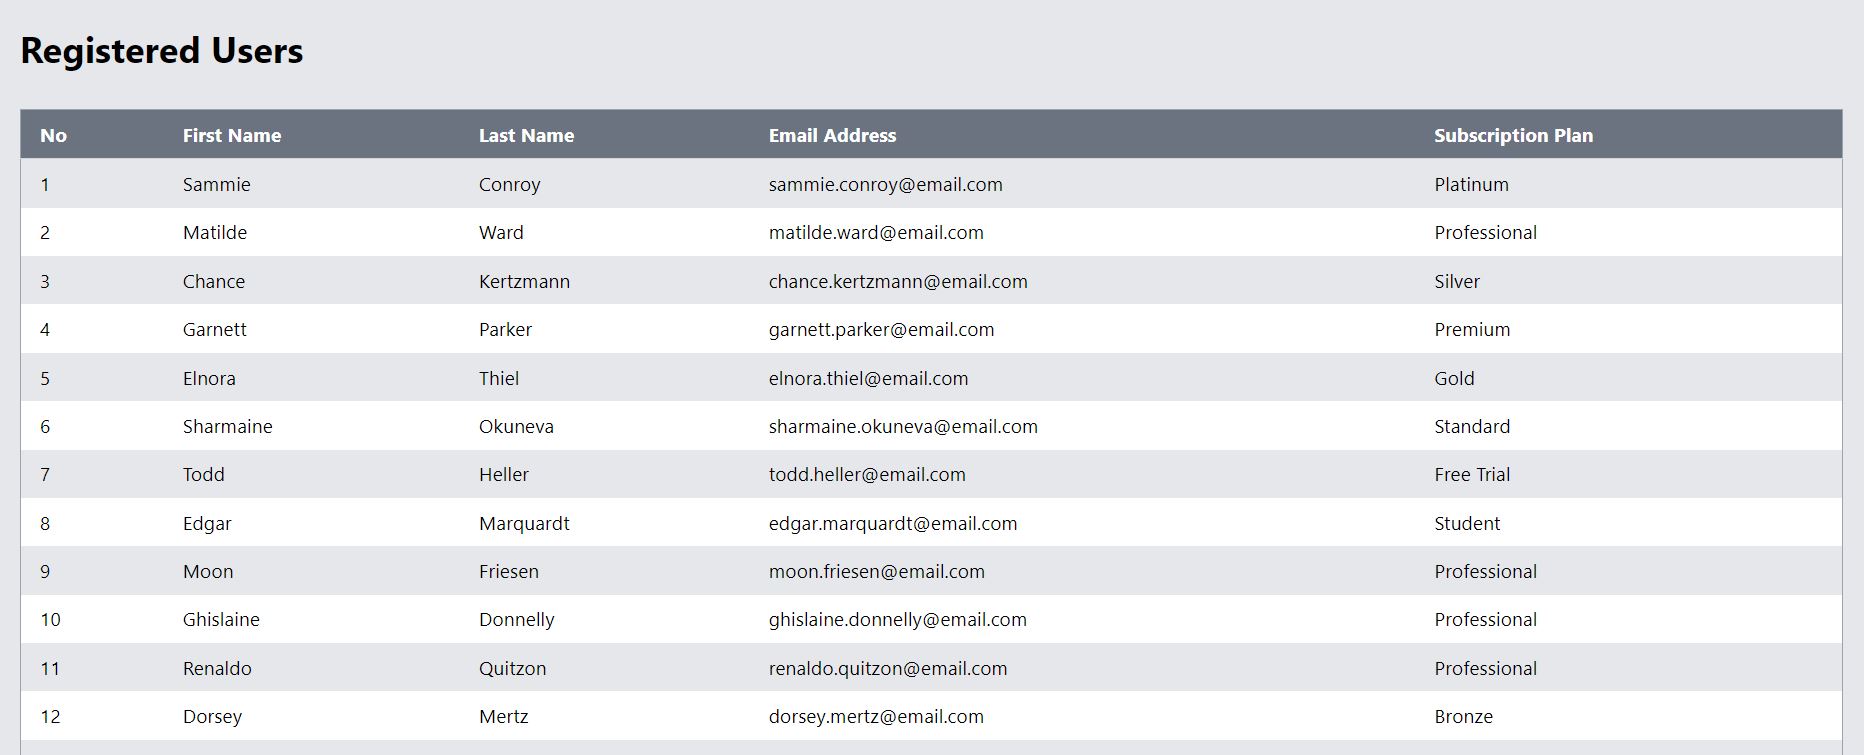 Registered Users
No First Name Last Name Email Address Subscription Plan
1 Sammie Conroy sammie.conroy@email.com Platinum
2 Matilde Ward matilde.ward@email.com Professional
3 Chance Kertzmann chance.kertzmann@email.com Silver
4 Garnett Parker garnett.parker@email.com Premium
5 Elnora Thiel elnora.thiel@email.com Gold
6 Sharmaine Okuneva sharmaine.okuneva@email.com Standard
7 Todd Heller todd.heller@email.com Free Trial
8 Edgar Marquardt edgar.marquardt@email.com Student
9 Moon Friesen moon.friesen@email.com Professional
10 Ghislaine Donnelly ghislaine.donnelly@email.com Professional
11 Renaldo Quitzon renaldo.quitzon@email.com Professional
12 Dorsey Mertz dorsey.mertz@email.com Bronze